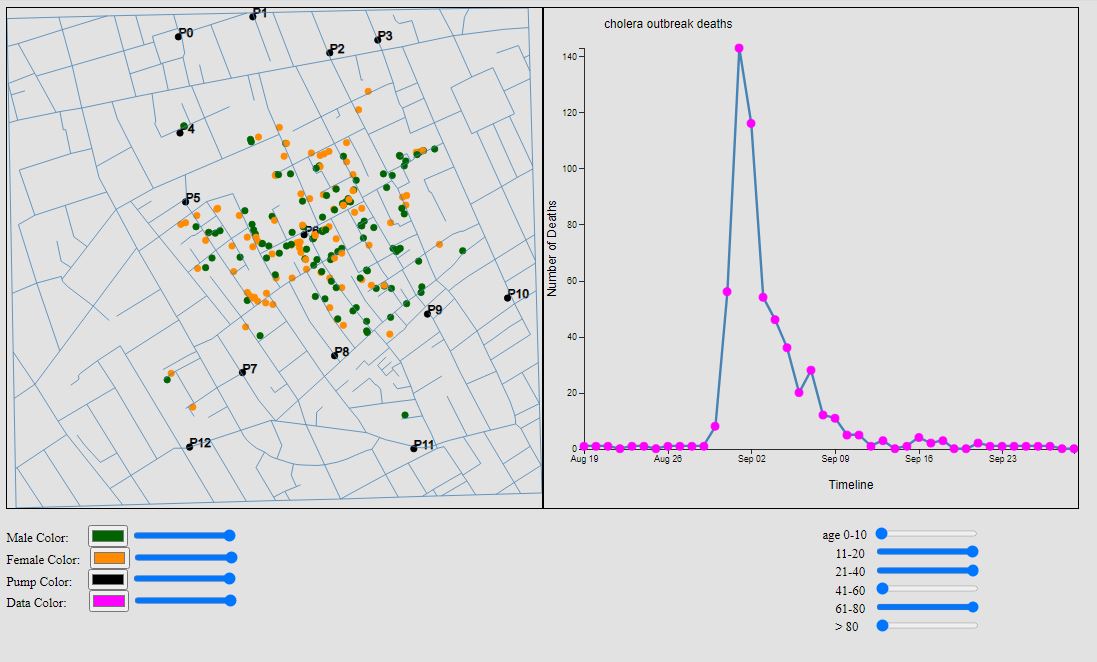 P0
P1
P2
P3
4
P5
P6
P7
P8
P9
P10
P11
P12
cholera outbreak deaths
Number of Deaths
140
120
100
80
60
40
20
0
Aug 19
Aug 26
Sep 02
Sep 09
Sep 16
Sep 23
Timeline
Male Color:
Female Color:
Pump Color:
Data Color:
age 0-10
11-20
21-40
41-60
61-80
> 80